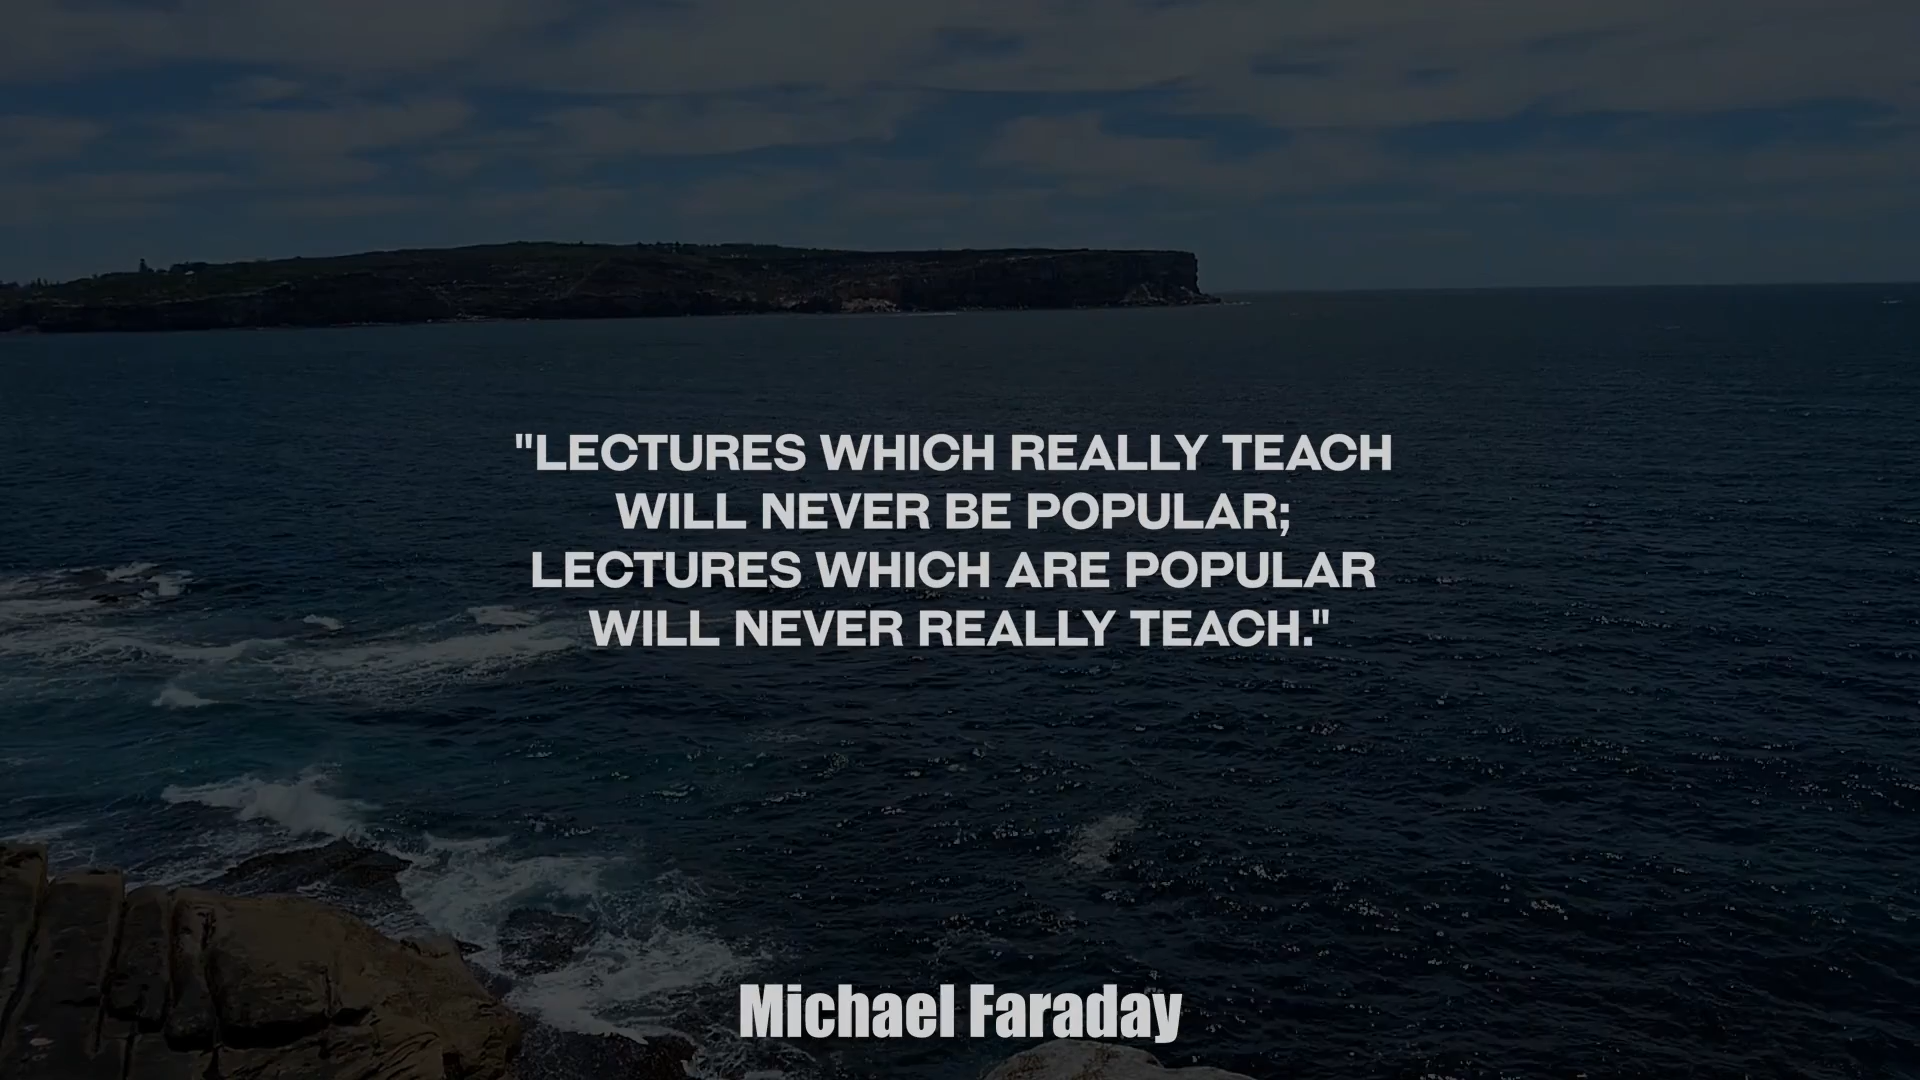 "LECTURES WHICH REALLY TEACH
WILL NEVER BE POPULAR;
LECTURES WHICH ARE POPULAR
WILL NEVER REALLY TEACH."
Michael Faraday